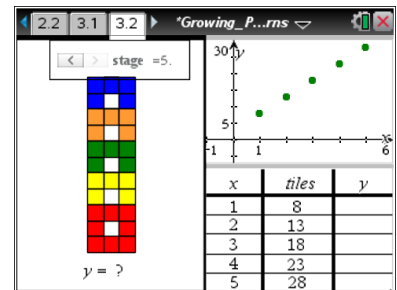 2.2 3.1 3.2 *Growing_P...rns
< > stage =5.
y = ?
30 y
5
-1 1 x 6
x tiles y
1 8
2 13
3 18
4 23
5 28